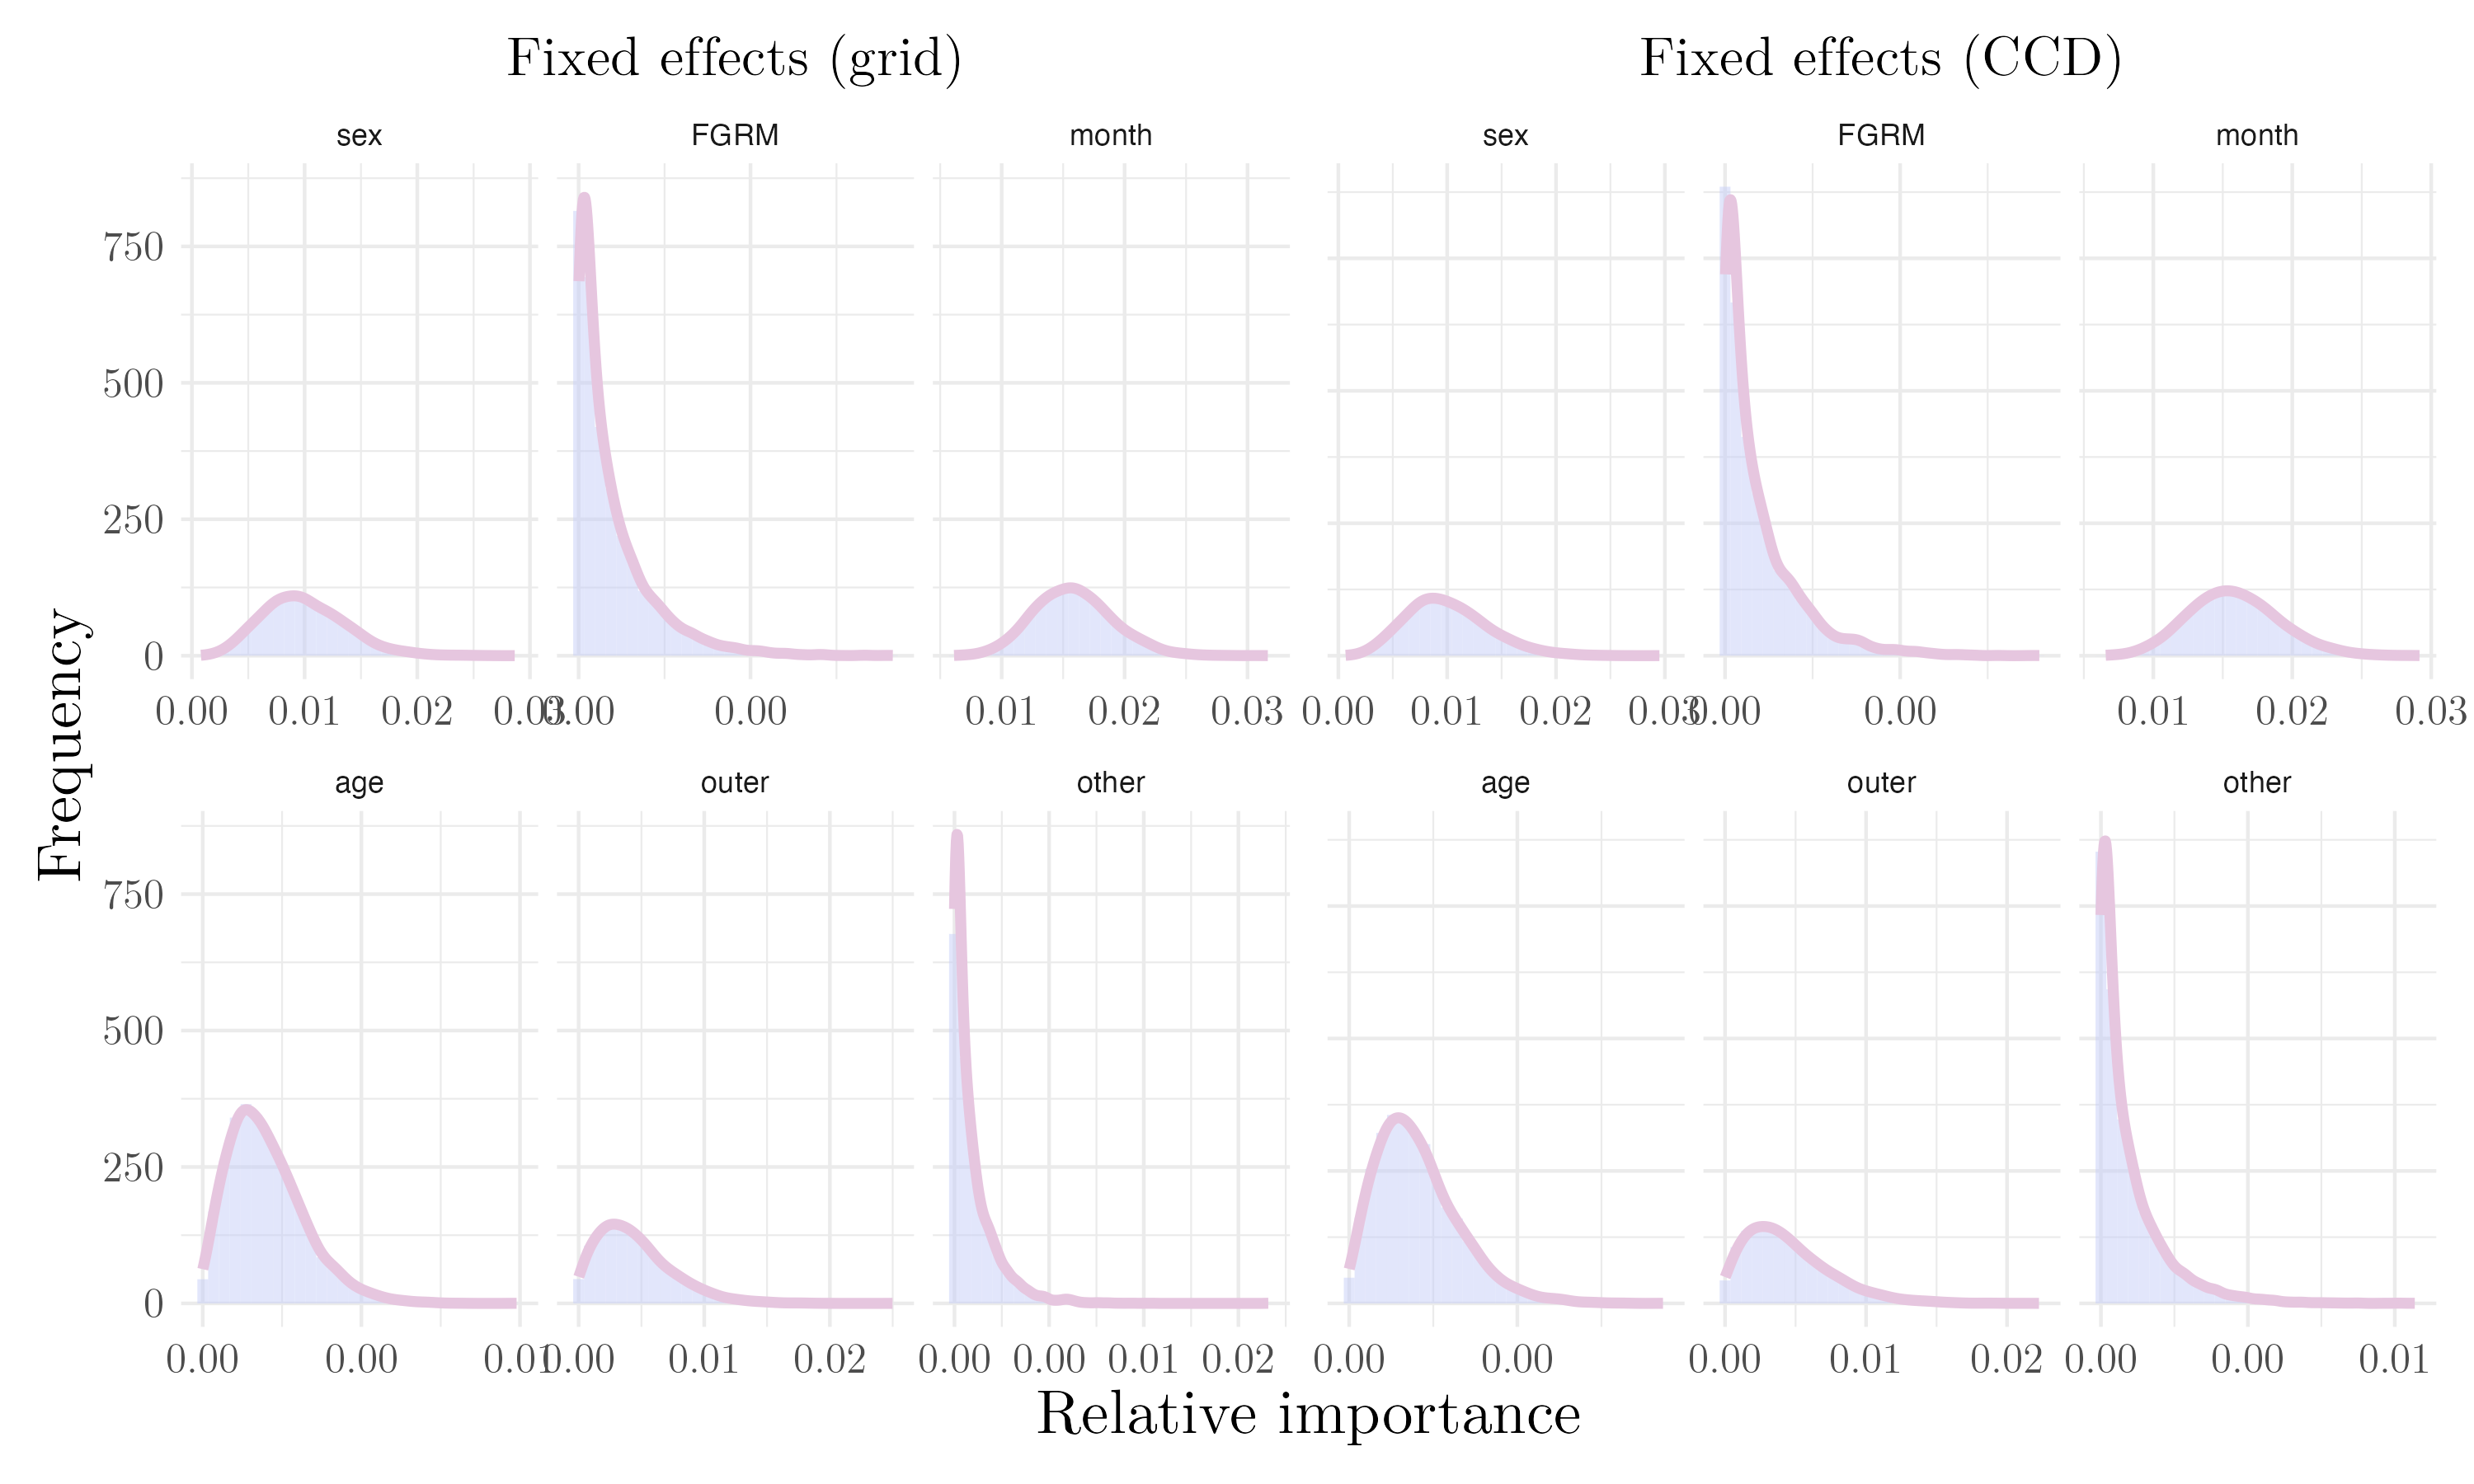 Fixed effects (grid) Fixed effects (CCD)
sex FGRM month sex FGRM month
750
500
250
0
0.00 0.01 0.02 0.03 0.00 0.00 0.01 0.02 0.03 0.00 0.01 0.02 0.03 0.00 0.00 0.01 0.02 0.03
Frequency
age outer other age outer other
750
500
250
0
0.00 0.00 0.01 0.00 0.01 0.02 0.00 0.00 0.01 0.02 0.00 0.00 0.00 0.01 0.02 0.00 0.00 0.01
Relative importance